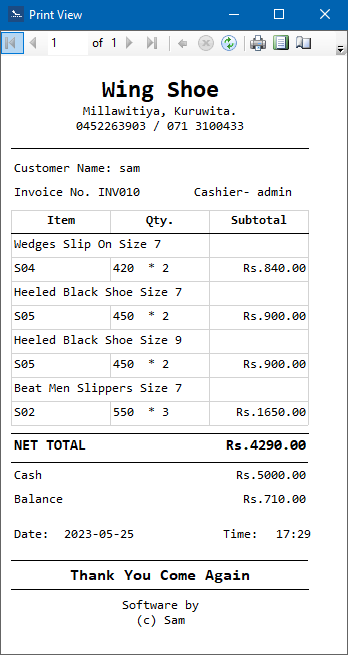 Print View
1 of 1
Wing Shoe
Millawitiya, Kuruwita.
0452263903 / 071 3100433
Customer Name: sam
Invoice No. INV010 Cashier- admin
Item Qty. Subtotal
Wedges Slip On Size 7
S04 420 * 2 Rs.840.00
Heeled Black Shoe Size 7
S05 450 * 2 Rs.900.00
Heeled Black Shoe Size 9
S05 450 * 2 Rs.900.00
Beat Men Slippers Size 7
S02 550 * 3 Rs.1650.00
NET TOTAL Rs.4290.00
Cash Rs.5000.00
Balance Rs.710.00
Date: 2023-05-25 Time: 17:29
Thank You Come Again
Software by
(c) Sam